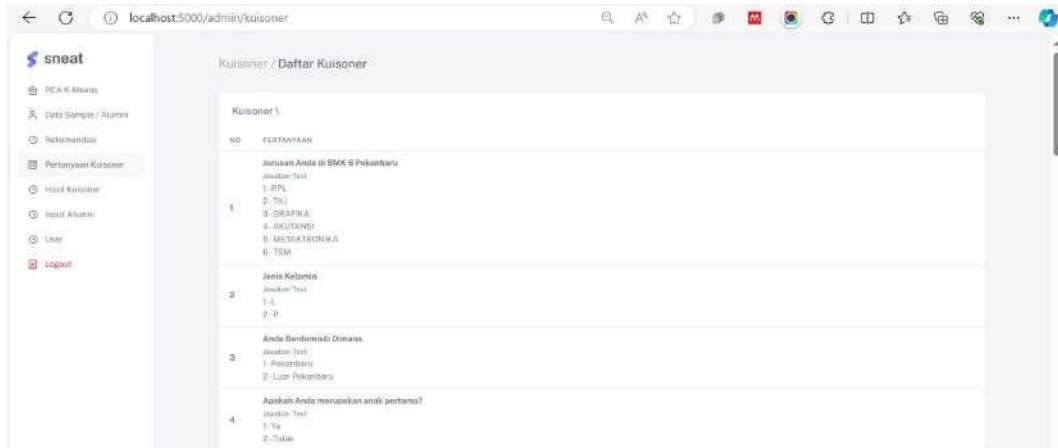 localhost:5000/admin/kuisoner
sneat
PCA K-Means
Data Sample / Alumni
Rekomendasi
Pertanyaan Kuisoner
Hasil Kuisoner
Input Alumni
User
Logout
Kuisoner / Daftar Kuisoner
Kuisoner \
NO PERTANYAAN
1
Jurusan Anda di SMK 6 Pekanbaru
Jawaban Text
1-RPL
2-TKJ
3-GRAFIKA
4-AKUTANSI
5-METAKTRONIKA
6-TSM
2
Jenis Kelamin
Jawaban Text
1-L
2-P
3
Anda Berdomisili Dimana
Jawaban Text
1-Pekanbaru
2-Luar Pekanbaru
4
Apakah Anda merupakan anak pertama?
Jawaban Text
1-Ya
2-Tidak